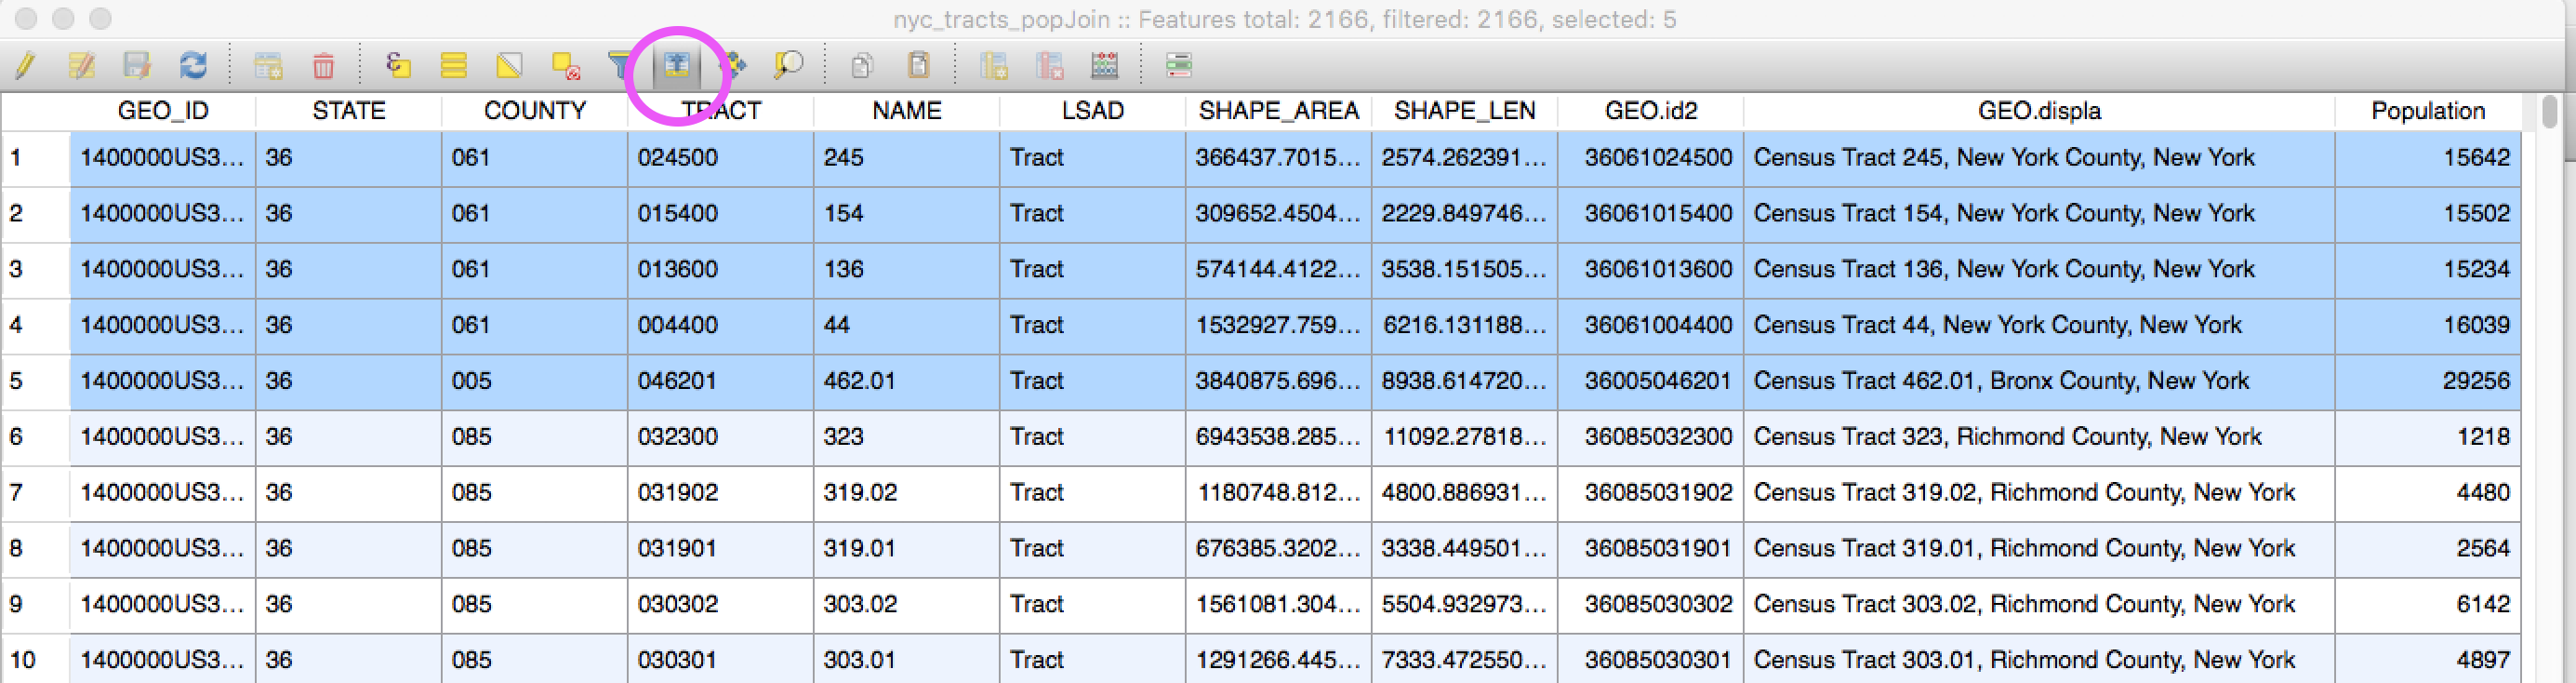 nyc_tracts_popJoin :: Features total: 2166, filtered: 2166, selected: 5
GEO_ID STATE COUNTY TRACT NAME LSAD SHAPE_AREA SHAPE_LEN GEO.id2 GEO.displa Population
1 1400000US3... 36 061 024500 245 Tract 366437.7015... 2574.262391... 36061024500 Census Tract 245, New York County, New York 15642
2 1400000US3... 36 061 015400 154 Tract 309652.4504... 2229.849746... 36061015400 Census Tract 154, New York County, New York 15502
3 1400000US3... 36 061 013600 136 Tract 574144.4122... 3538.151505... 36061013600 Census Tract 136, New York County, New York 15234
4 1400000US3... 36 061 004400 44 Tract 1532927.759... 6216.131188... 36061004400 Census Tract 44, New York County, New York 16039
5 1400000US3... 36 005 046201 462.01 Tract 3840875.696... 8938.614720... 36005046201 Census Tract 462.01, Bronx County, New York 29256
6 1400000US3... 36 085 032300 323 Tract 6943538.285... 11092.27818... 36085032300 Census Tract 323, Richmond County, New York 1218
7 1400000US3... 36 085 031902 319.02 Tract 1180748.812... 4800.886931... 36085031902 Census Tract 319.02, Richmond County, New York 4480
8 1400000US3... 36 085 031901 319.01 Tract 676385.3202... 3338.449501... 36085031901 Census Tract 319.01, Richmond County, New York 2564
9 1400000US3... 36 085 030302 303.02 Tract 1561081.304... 5504.932973... 36085030302 Census Tract 303.02, Richmond County, New York 6142
10 1400000US3... 36 085 030301 303.01 Tract 1291266.445... 7333.472550... 36085030301 Census Tract 303.01, Richmond County, New York 4897